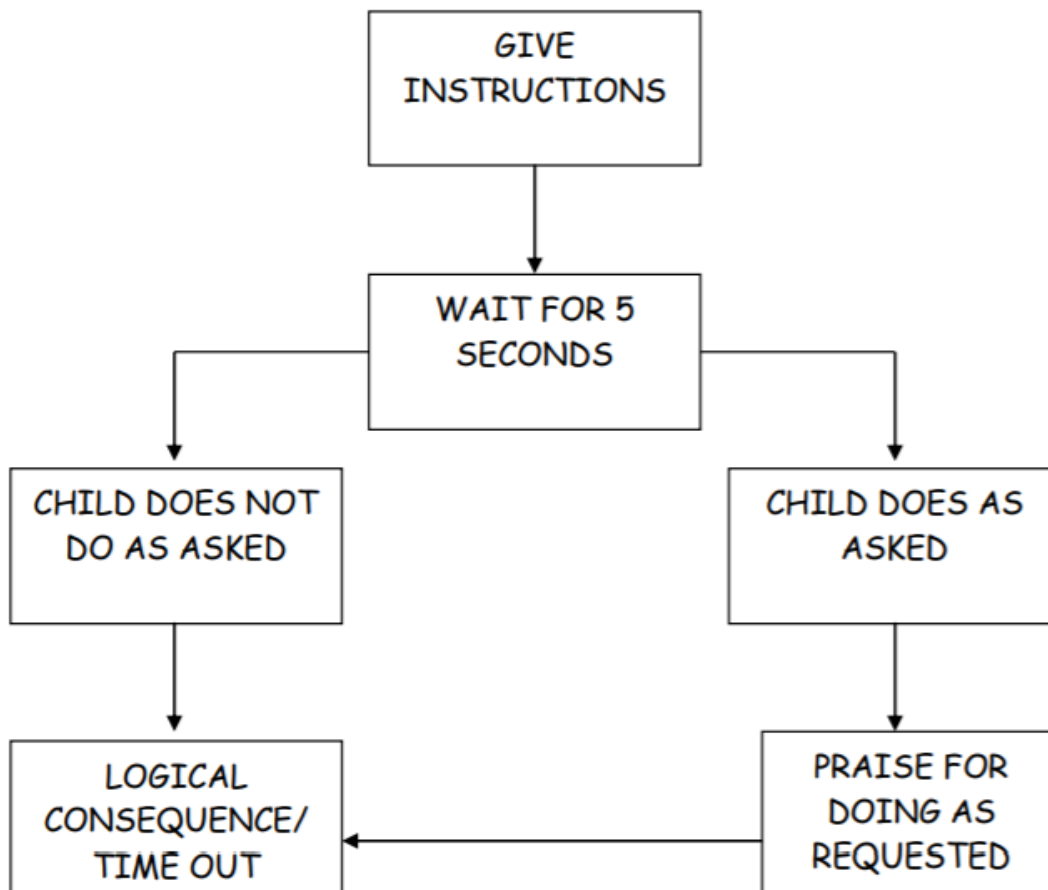 GIVE
INSTRUCTIONS
WAIT FOR 5
SECONDS
CHILD DOES NOT
DO AS ASKED
CHILD DOES AS
ASKED
LOGICAL
CONSEQUENCE/
TIME OUT
PRAISE FOR
DOING AS
REQUESTED